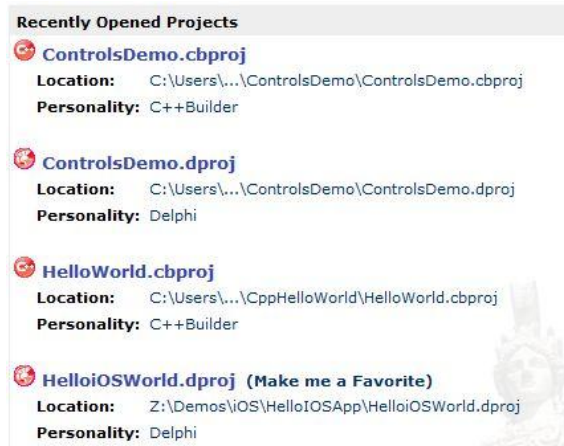 Recently Opened Projects
ControlsDemo.cbproj
Location: C:\Users\...\ControlsDemo\ControlsDemo.cbproj
Personality: C++Builder
ControlsDemo.dproj
Location: C:\Users\...\ControlsDemo\ControlsDemo.dproj
Personality: Delphi
HelloWorld.cbproj
Location: C:\Users\...\CppHelloWorld\HelloWorld.cbproj
Personality: C++Builder
HelloiOSWorld.dproj (Make me a Favorite)
Location: Z:\Demos\iOS\HelloIOSApp\HelloiOSWorld.dproj
Personality: Delphi